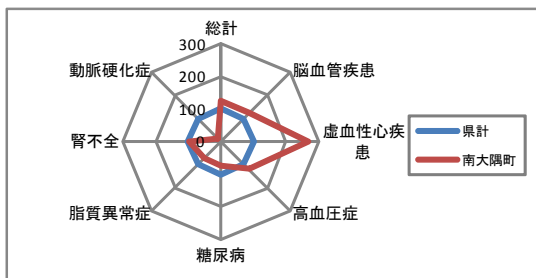 総計
300
200
100
0
脳血管疾患
虚血性心疾
患
高血圧症
糖尿病
脂質異常症
腎不全
動脈硬化症
県計
南大隅町